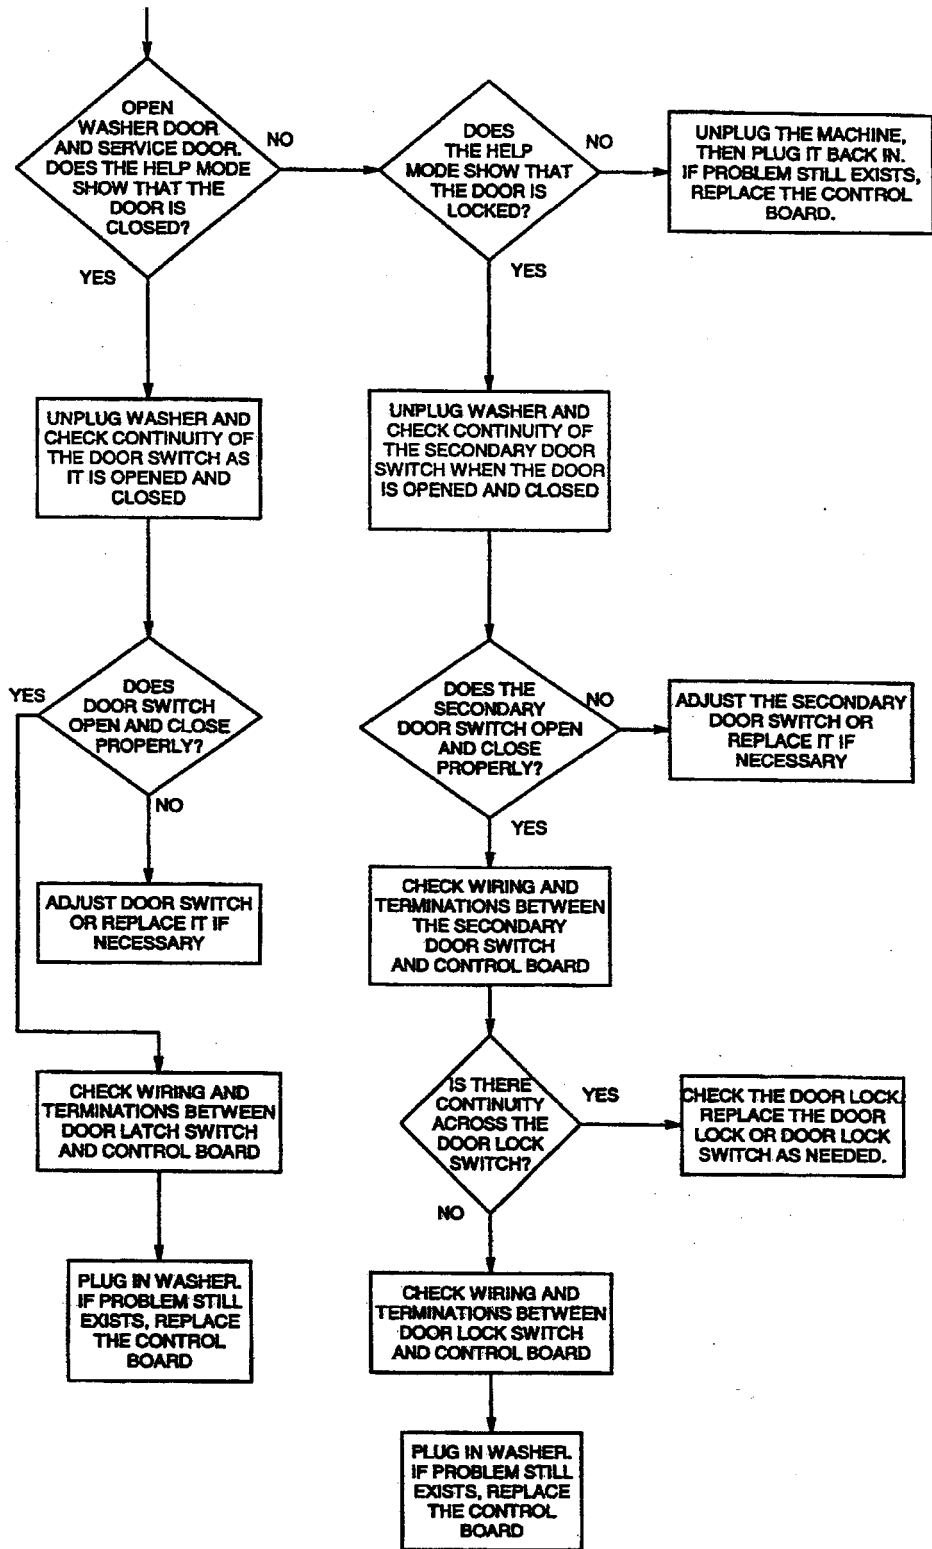 OPEN
WASHER DOOR
AND SERVICE DOOR.
DOES THE HELP MODE
SHOW THAT THE
DOOR IS
CLOSED?
NO
YES
DOES
THE HELP
MODE SHOW THAT
THE DOOR IS
LOCKED?
NO
YES
UNPLUG THE MACHINE,
THEN PLUG IT BACK IN.
IF PROBLEM STILL EXISTS,
REPLACE THE CONTROL
BOARD.
UNPLUG WASHER AND
CHECK CONTINUITY OF
THE DOOR SWITCH AS
IT IS OPENED AND
CLOSED
UNPLUG WASHER AND
CHECK CONTINUITY OF
THE SECONDARY DOOR
SWITCH WHEN THE DOOR
IS OPENED AND CLOSED
YES
DOES
DOOR SWITCH
OPEN AND CLOSE
PROPERLY?
NO
DOES THE
SECONDARY
DOOR SWITCH OPEN
AND CLOSE
PROPERLY?
NO
YES
ADJUST THE SECONDARY
DOOR SWITCH OR
REPLACE IT IF
NECESSARY
ADJUST DOOR SWITCH
OR REPLACE IT IF
NECESSARY
CHECK WIRING AND
TERMINATIONS BETWEEN
THE SECONDARY
DOOR SWITCH
AND CONTROL BOARD
CHECK WIRING AND
TERMINATIONS BETWEEN
DOOR LATCH SWITCH
AND CONTROL BOARD
IS THERE
CONTINUITY
ACROSS THE
DOOR LOCK
SWITCH?
YES
NO
CHECK THE DOOR LOCK.
REPLACE THE DOOR
LOCK OR DOOR LOCK
SWITCH AS NEEDED.
PLUG IN WASHER.
IF PROBLEM STILL
EXISTS, REPLACE
THE CONTROL
BOARD
CHECK WIRING AND
TERMINATIONS BETWEEN
DOOR LOCK SWITCH
AND CONTROL BOARD
PLUG IN WASHER.
IF PROBLEM STILL
EXISTS, REPLACE
THE CONTROL
BOARD